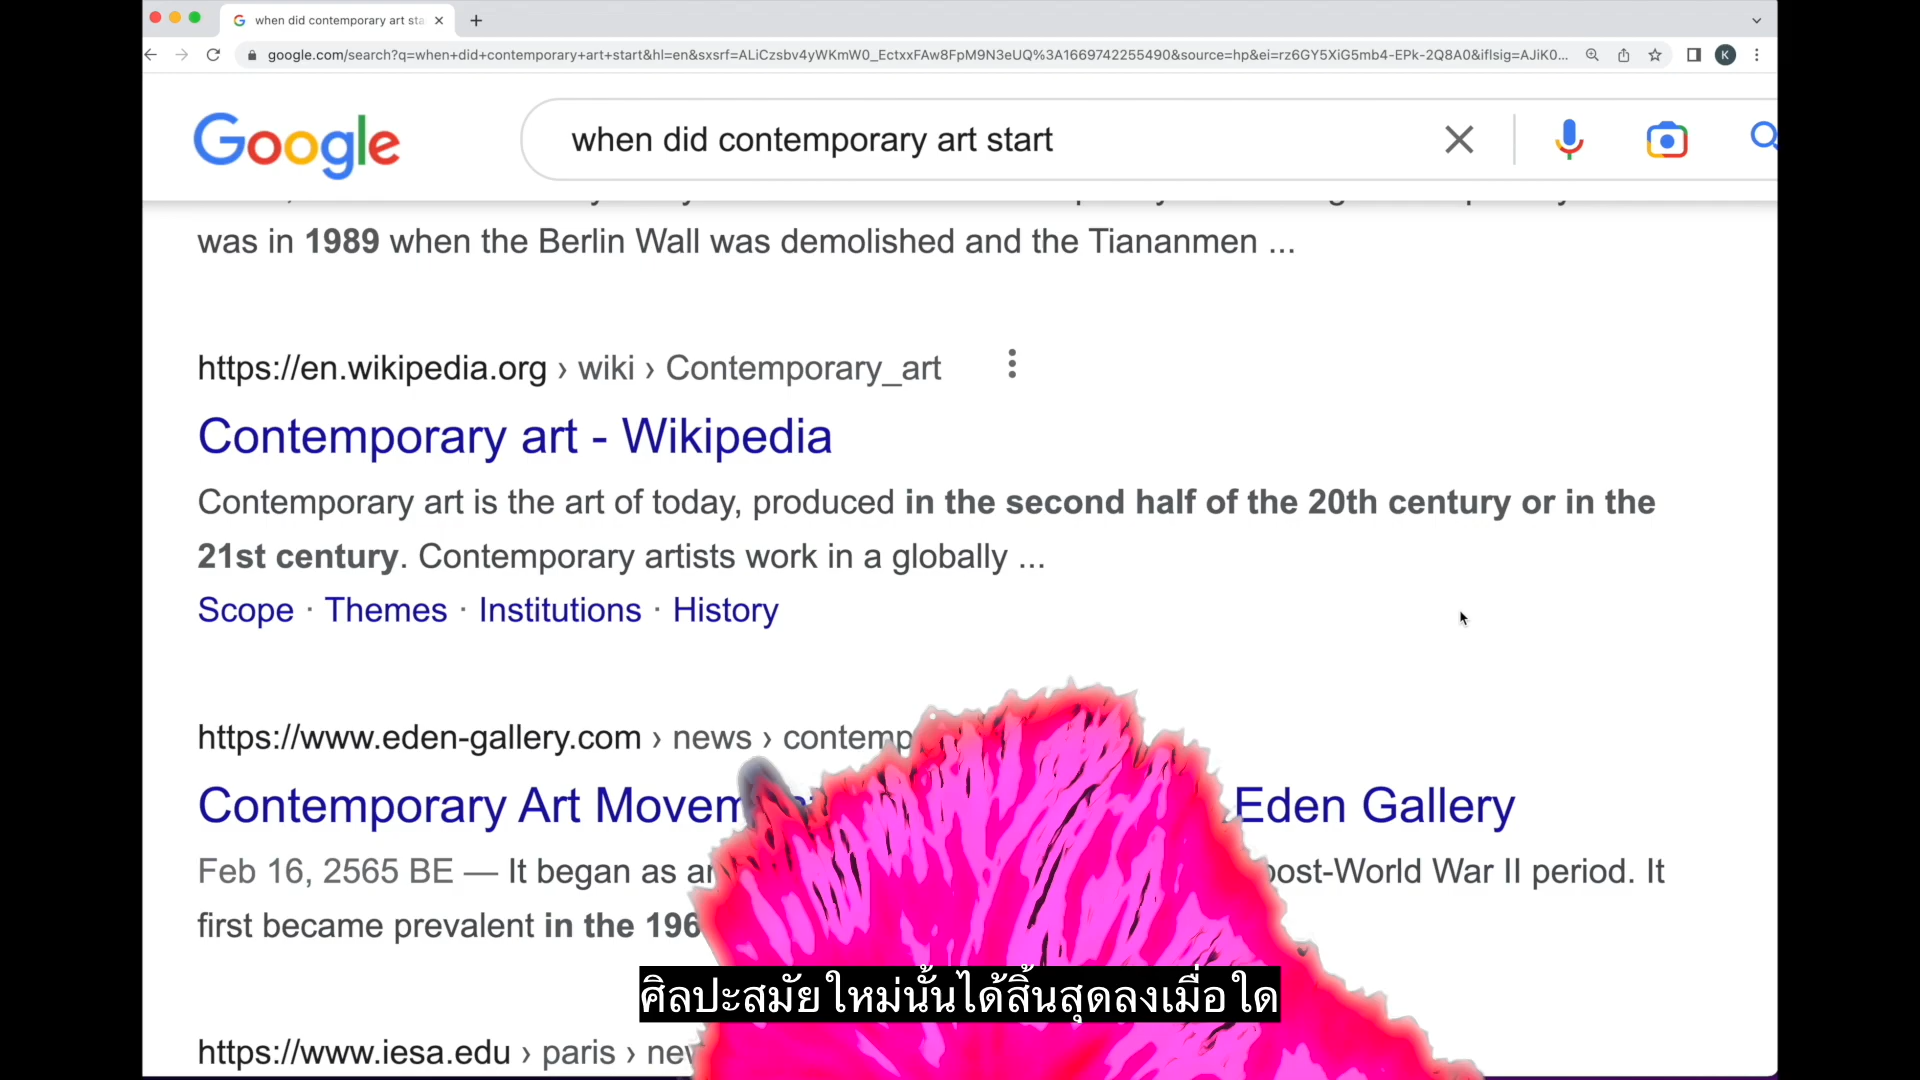 when did contemporary art sta
google.com/search?q=when+did+contemporary+art+start&hl=en&sxsrf=ALiCzsbv4yWKmW0_EctxxFAw8FpM9N3eUQ%3A1669742255490&source=hp&ei=rz6GY5XiG5mb4-EPk-2Q8A0&iflsig=AJiK0...
K
Google
when did contemporary art start
was in 1989 when the Berlin Wall was demolished and the Tiananmen ...
https://en.wikipedia.org › wiki › Contemporary_art
Contemporary art - Wikipedia
Contemporary art is the art of today, produced in the second half of the 20th century or in the
21st century. Contemporary artists work in a globally ...
Scope · Themes · Institutions · History
https://www.eden-gallery.com › news › contemp
Contemporary Art Movem Eden Gallery
Feb 16, 2565 BE — It began as post-World War II period. It
first became prevalent in the 196
ศิลปะสมัยใหม่นั้นได้สิ้นสุดลงเมื่อใด
https://www.iesa.edu › paris ›